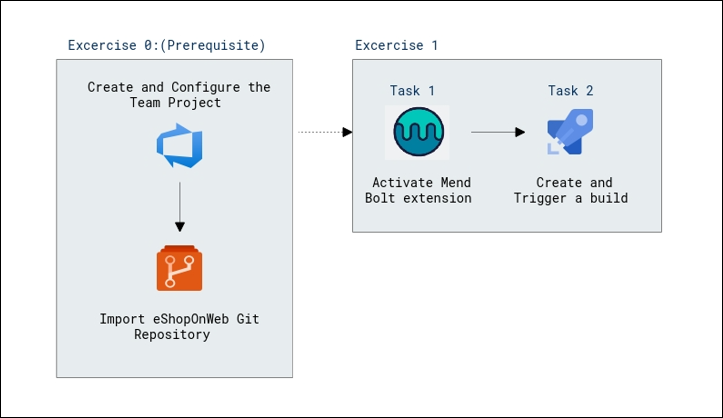 Excercise 0:(Prerequisite)
Create and Configure the
Team Project
Import eShopOnWeb Git
Repository
Excercise 1
Task 1
Activate Mend
Bolt extension
Task 2
Create and
Trigger a build